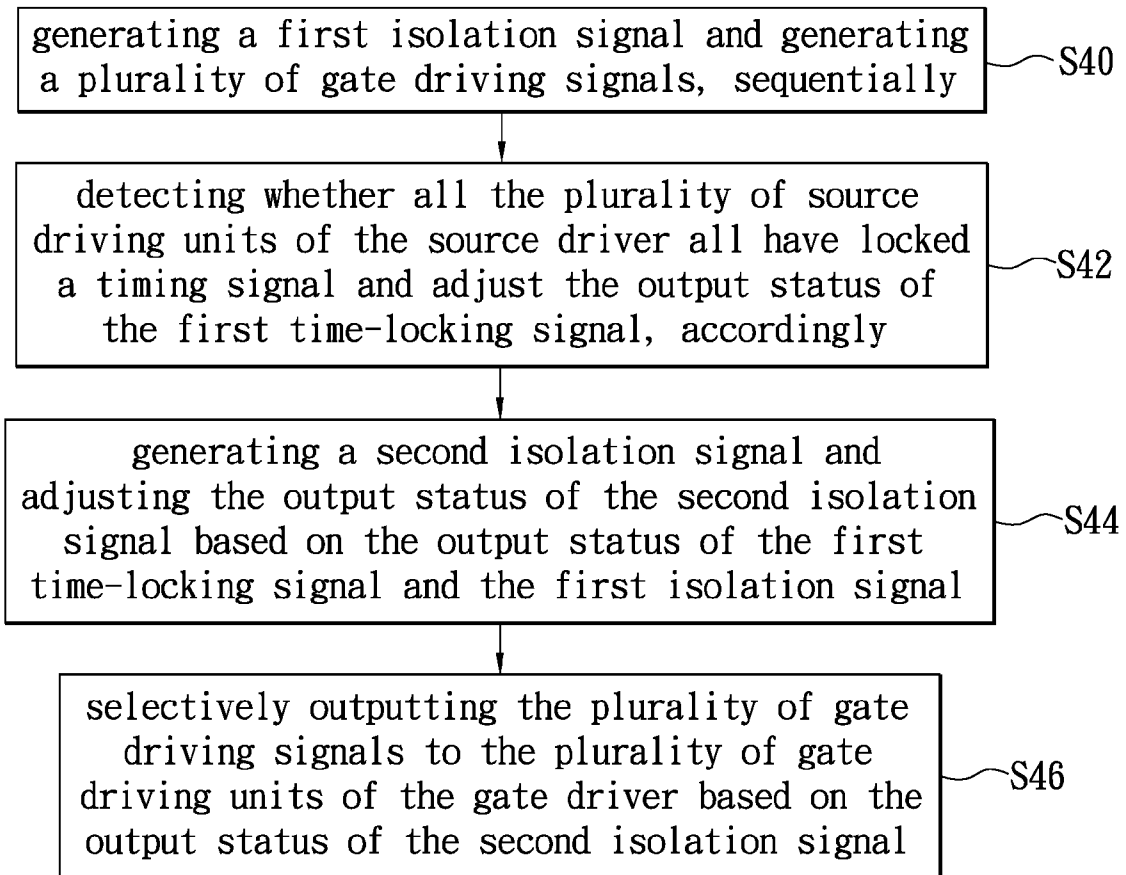 generating a first isolation signal and generating
a plurality of gate driving signals, sequentially
S40
detecting whether all the plurality of source
driving units of the source driver all have locked
a timing signal and adjust the output status of
the first time-locking signal, accordingly
S42
generating a second isolation signal and
adjusting the output status of the second isolation
signal based on the output status of the first
time-locking signal and the first isolation signal
S44
selectively outputting the plurality of gate
driving signals to the plurality of gate
driving units of the gate driver based on the
output status of the second isolation signal
S46